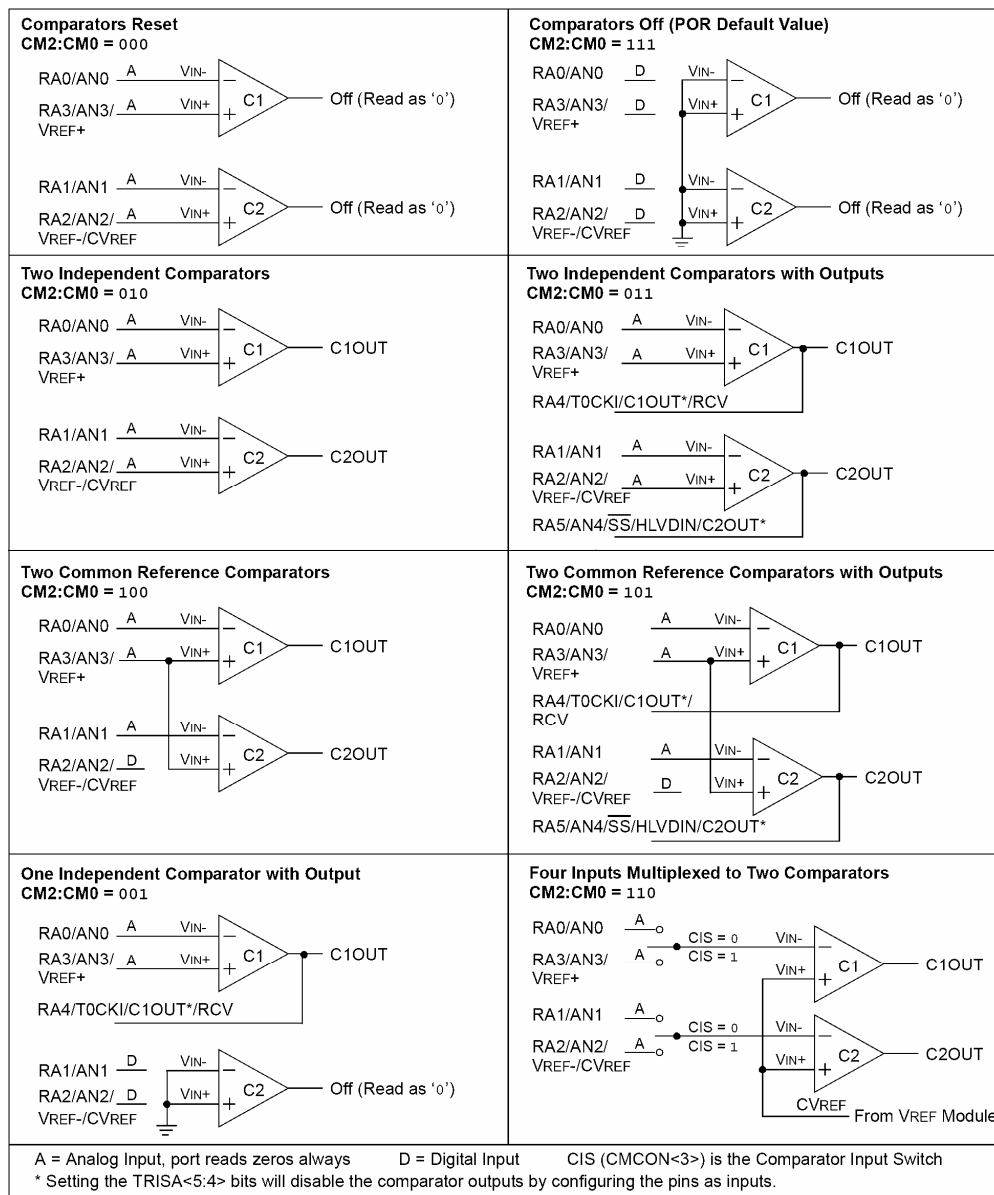 Comparators Reset
CM2:CM0 = 000
RA0/AN0 A VIN-
RA3/AN3/ A VIN+
VREF+
C1
Off (Read as ‘0’)
RA1/AN1 A VIN-
RA2/AN2/ A VIN+
VREF-/CVREF
C2
Off (Read as ‘0’)
Comparators Off (POR Default Value)
CM2:CM0 = 111
RA0/AN0 D VIN-
RA3/AN3/ D VIN+
VREF+
C1
Off (Read as ‘0’)
RA1/AN1 D VIN-
RA2/AN2/ D VIN+
VREF-/CVREF
C2
Off (Read as ‘0’)
Two Independent Comparators
CM2:CM0 = 010
RA0/AN0 A VIN-
RA3/AN3/ A VIN+
VREF+
C1
C1OUT
RA1/AN1 A VIN-
RA2/AN2/ A VIN+
VREF-/CVREF
C2
C2OUT
Two Independent Comparators with Outputs
CM2:CM0 = 011
RA0/AN0 A VIN-
RA3/AN3/ A VIN+
VREF+
C1
C1OUT
RA4/T0CKI/C1OUT*/RCV
RA1/AN1 A VIN-
RA2/AN2/ A VIN+
VREF-/CVREF
C2
C2OUT
RA5/AN4/SS/HLVDIN/C2OUT*
Two Common Reference Comparators
CM2:CM0 = 100
RA0/AN0 A VIN-
RA3/AN3/ A VIN+
VREF+
C1
C1OUT
RA1/AN1 A VIN-
RA2/AN2/ D VIN+
VREF-/CVREF
C2
C2OUT
Two Common Reference Comparators with Outputs
CM2:CM0 = 101
RA0/AN0 A VIN-
RA3/AN3/ A VIN+
VREF+
C1
C1OUT
RA4/T0CKI/C1OUT*/
RCV
RA1/AN1 A VIN-
RA2/AN2/ D VIN+
VREF-/CVREF
C2
C2OUT
RA5/AN4/SS/HLVDIN/C2OUT*
One Independent Comparator with Output
CM2:CM0 = 001
RA0/AN0 A VIN-
RA3/AN3/ A VIN+
VREF+
C1
C1OUT
RA4/T0CKI/C1OUT*/RCV
RA1/AN1 D VIN-
RA2/AN2/ D VIN+
VREF-/CVREF
C2
Off (Read as ‘0’)
Four Inputs Multiplexed to Two Comparators
CM2:CM0 = 110
RA0/AN0 A
CIS = 0 VIN-
RA3/AN3/ A CIS = 1
VREF+
VIN+
C1
C1OUT
RA1/AN1 A
CIS = 0 VIN-
RA2/AN2/ A CIS = 1
VREF-/CVREF
VIN+
C2
C2OUT
CVREF
From VREF Module
A = Analog Input, port reads zeros always D = Digital Input CIS (CMCON<3>) is the Comparator Input Switch
* Setting the TRISA<5:4> bits will disable the comparator outputs by configuring the pins as inputs.